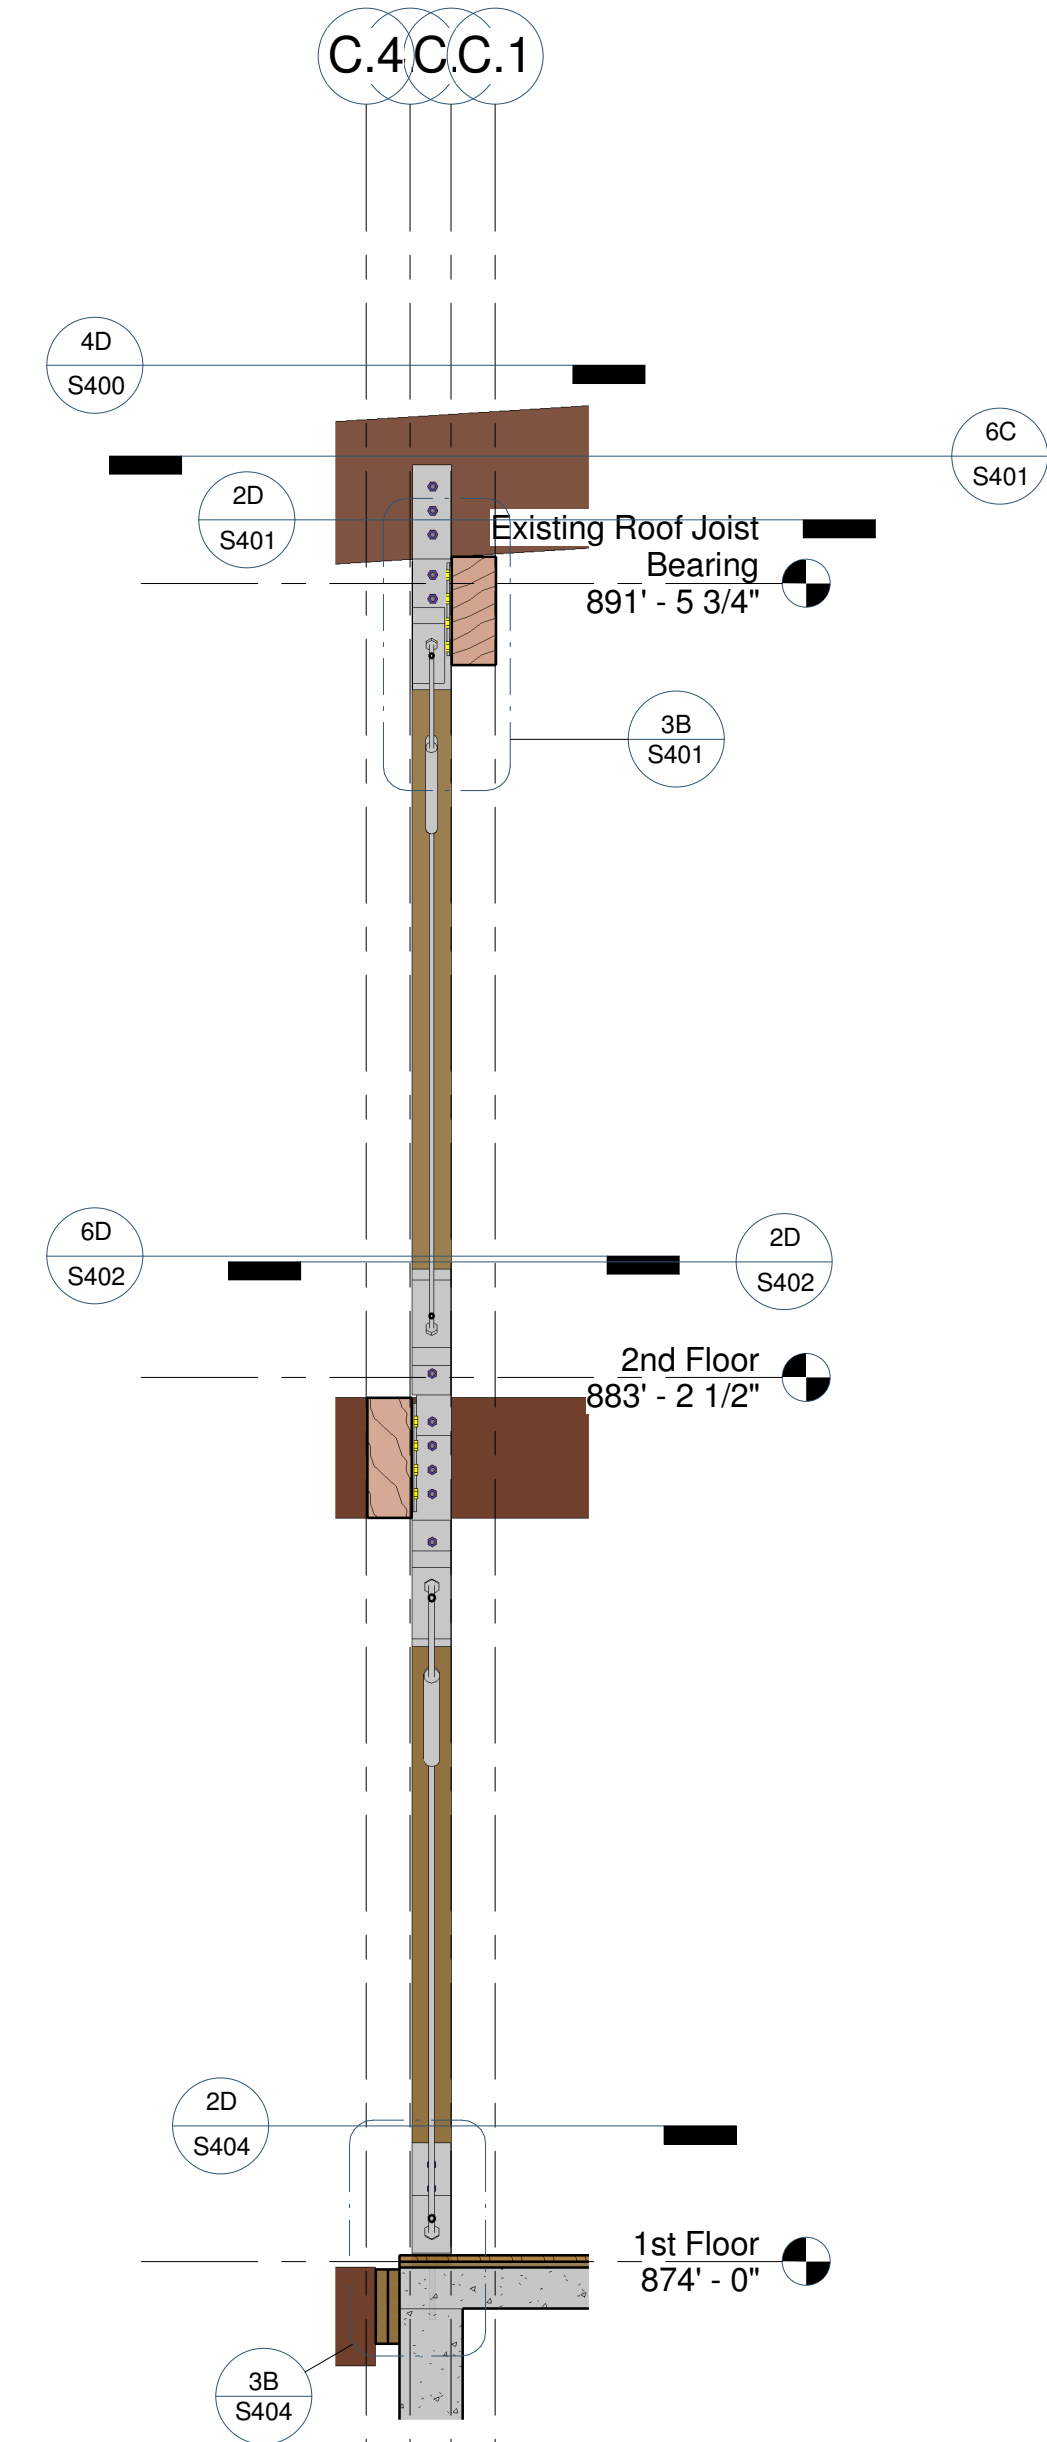 C.4 C. C.1
4D
S400
6C
S401
2D
S401
Existing Roof Joist
Bearing
891' - 5 3/4"
3B
S401
6D
S402
2D
S402
2nd Floor
883' - 2 1/2"
2D
S404
1st Floor
874' - 0"
3B
S404